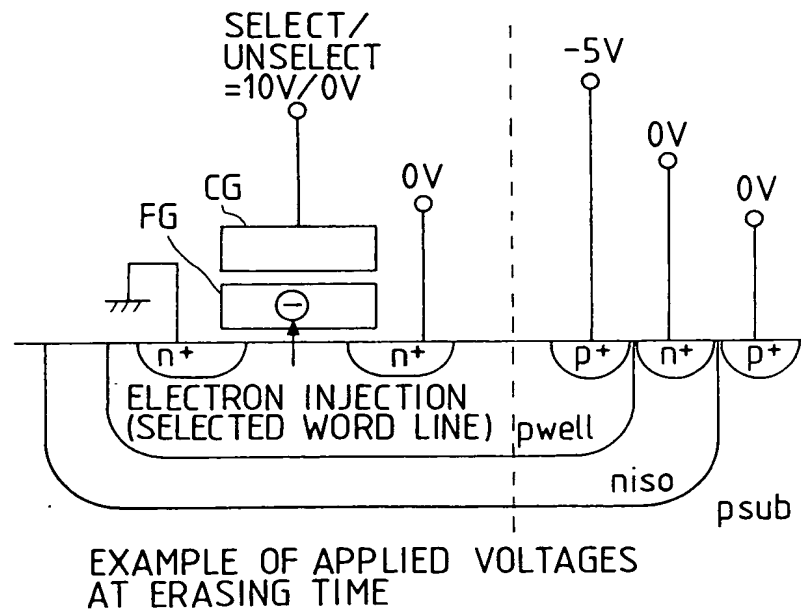 SELECT/
UNSELECT
=10V/0V
-5V
0V
0V
0V
CG
FG
n+
n+
p+
n+
p+
ELECTRON INJECTION
(SELECTED WORD LINE)
pwell
niso
psub
EXAMPLE OF APPLIED VOLTAGES
AT ERASING TIME